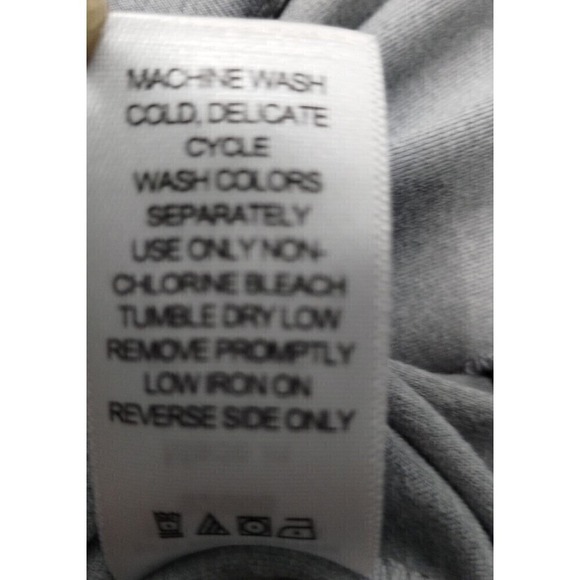 MACHINE WASH
COLD, DELICATE
CYCLE
WASH COLORS
SEPARATELY
USE ONLY NON-
CHLORINE BLEACH
TUMBLE DRY LOW
REMOVE PROMPTLY
LOW IRON ON
REVERSE SIDE ONLY